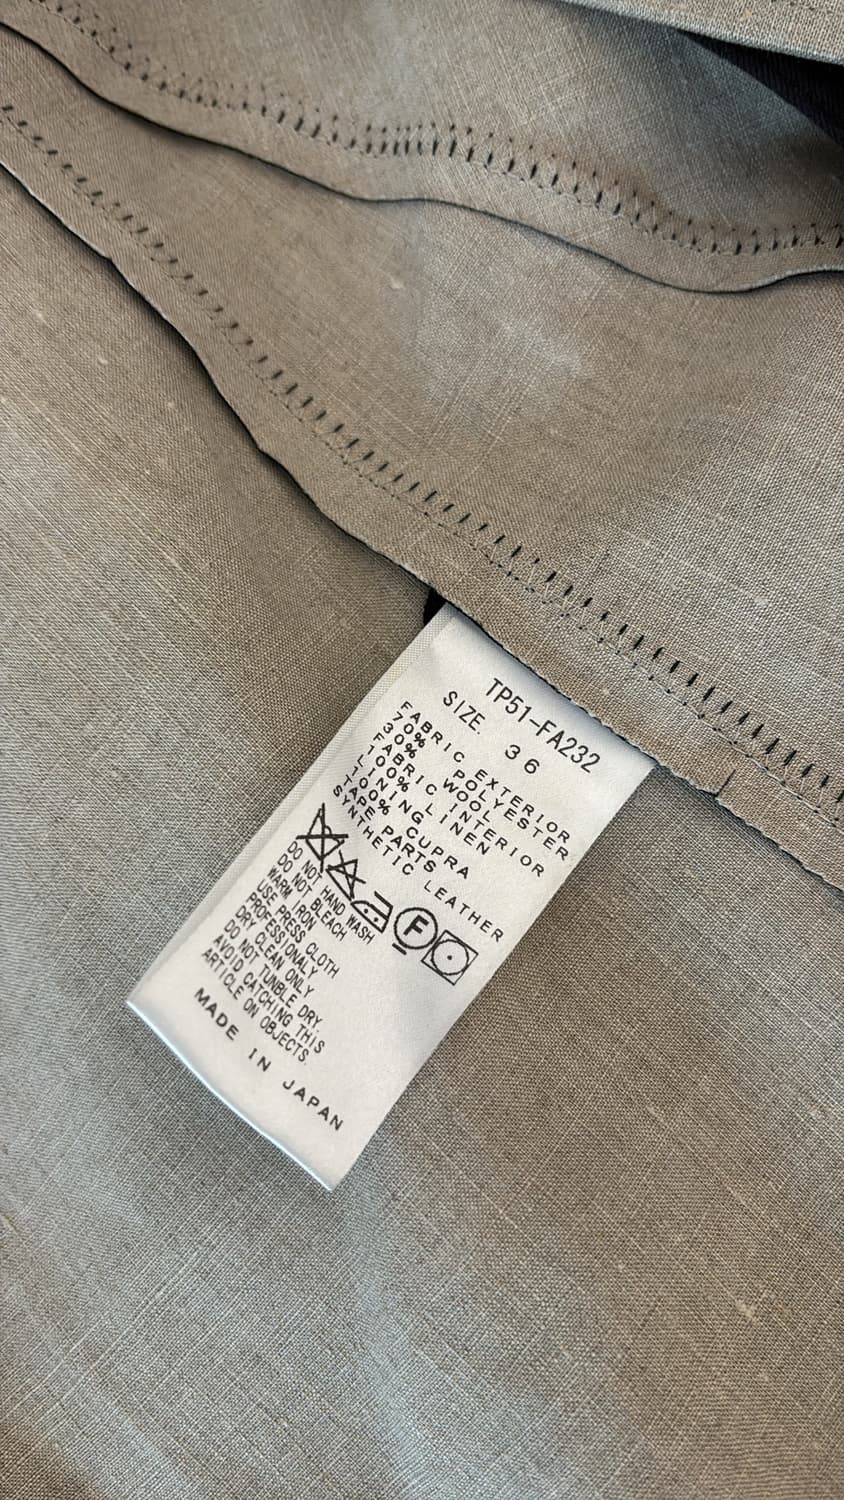 TP51-FA232
SIZE. 36
FABRIC EXTERIOR
70% POLYESTER
30% WOOL
FABRIC INTERIOR
100% LINEN
LINING
100% CUPRA
TAPE PARTS
SYNTHETIC LEATHER
F
DO NOT HAND WASH
DO NOT BLEACH
WARM IRON
USE PRESS CLOTH
PROFESSIONALY
DRY CLEAN ONLY
DO NOT TUNBLE DRY.
AVOID CATCHING THIS
ARTICLE ON OBJECTS.
MADE IN JAPAN